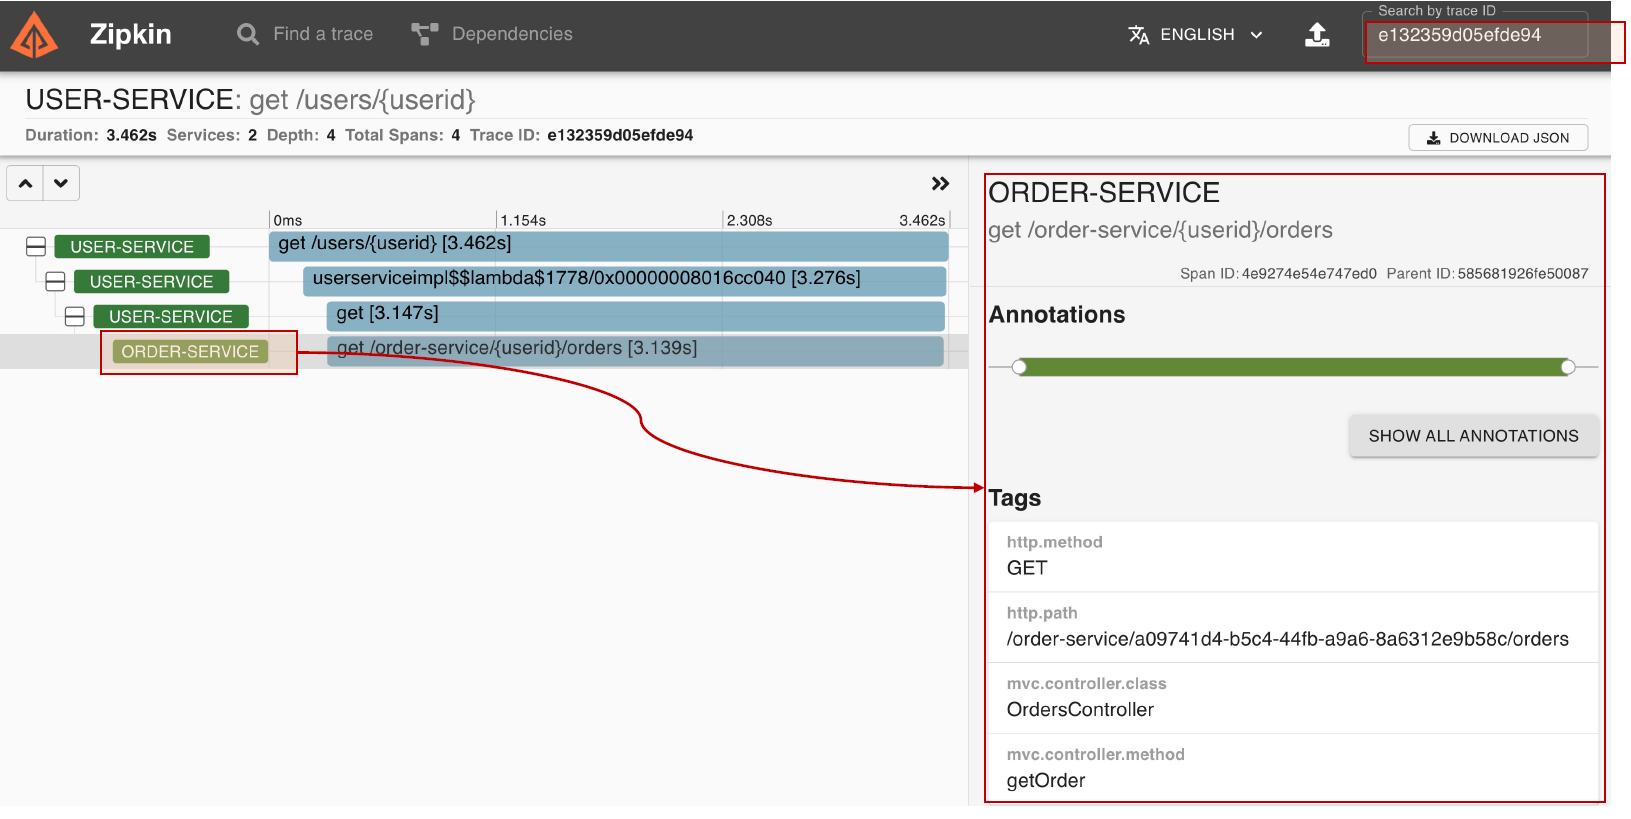 Zipkin
Find a trace
Dependencies
ENGLISH
Search by trace ID
e132359d05efde94
USER-SERVICE: get /users/{userid}
Duration: 3.462s Services: 2 Depth: 4 Total Spans: 4 Trace ID: e132359d05efde94
DOWNLOAD JSON
0ms 1.154s 2.308s 3.462s
USER-SERVICE get /users/{userid} [3.462s]
USER-SERVICE userserviceimpl$$lambda$1778/0x00000008016cc040 [3.276s]
USER-SERVICE get [3.147s]
ORDER-SERVICE get /order-service/{userid}/orders [3.139s]
ORDER-SERVICE
get /order-service/{userid}/orders
Span ID: 4e9274e54e747ed0 Parent ID: 585681926fe50087
Annotations
SHOW ALL ANNOTATIONS
Tags
http.method
GET
http.path
/order-service/a09741d4-b5c4-44fb-a9a6-8a6312e9b58c/orders
mvc.controller.class
OrdersController
mvc.controller.method
getOrder